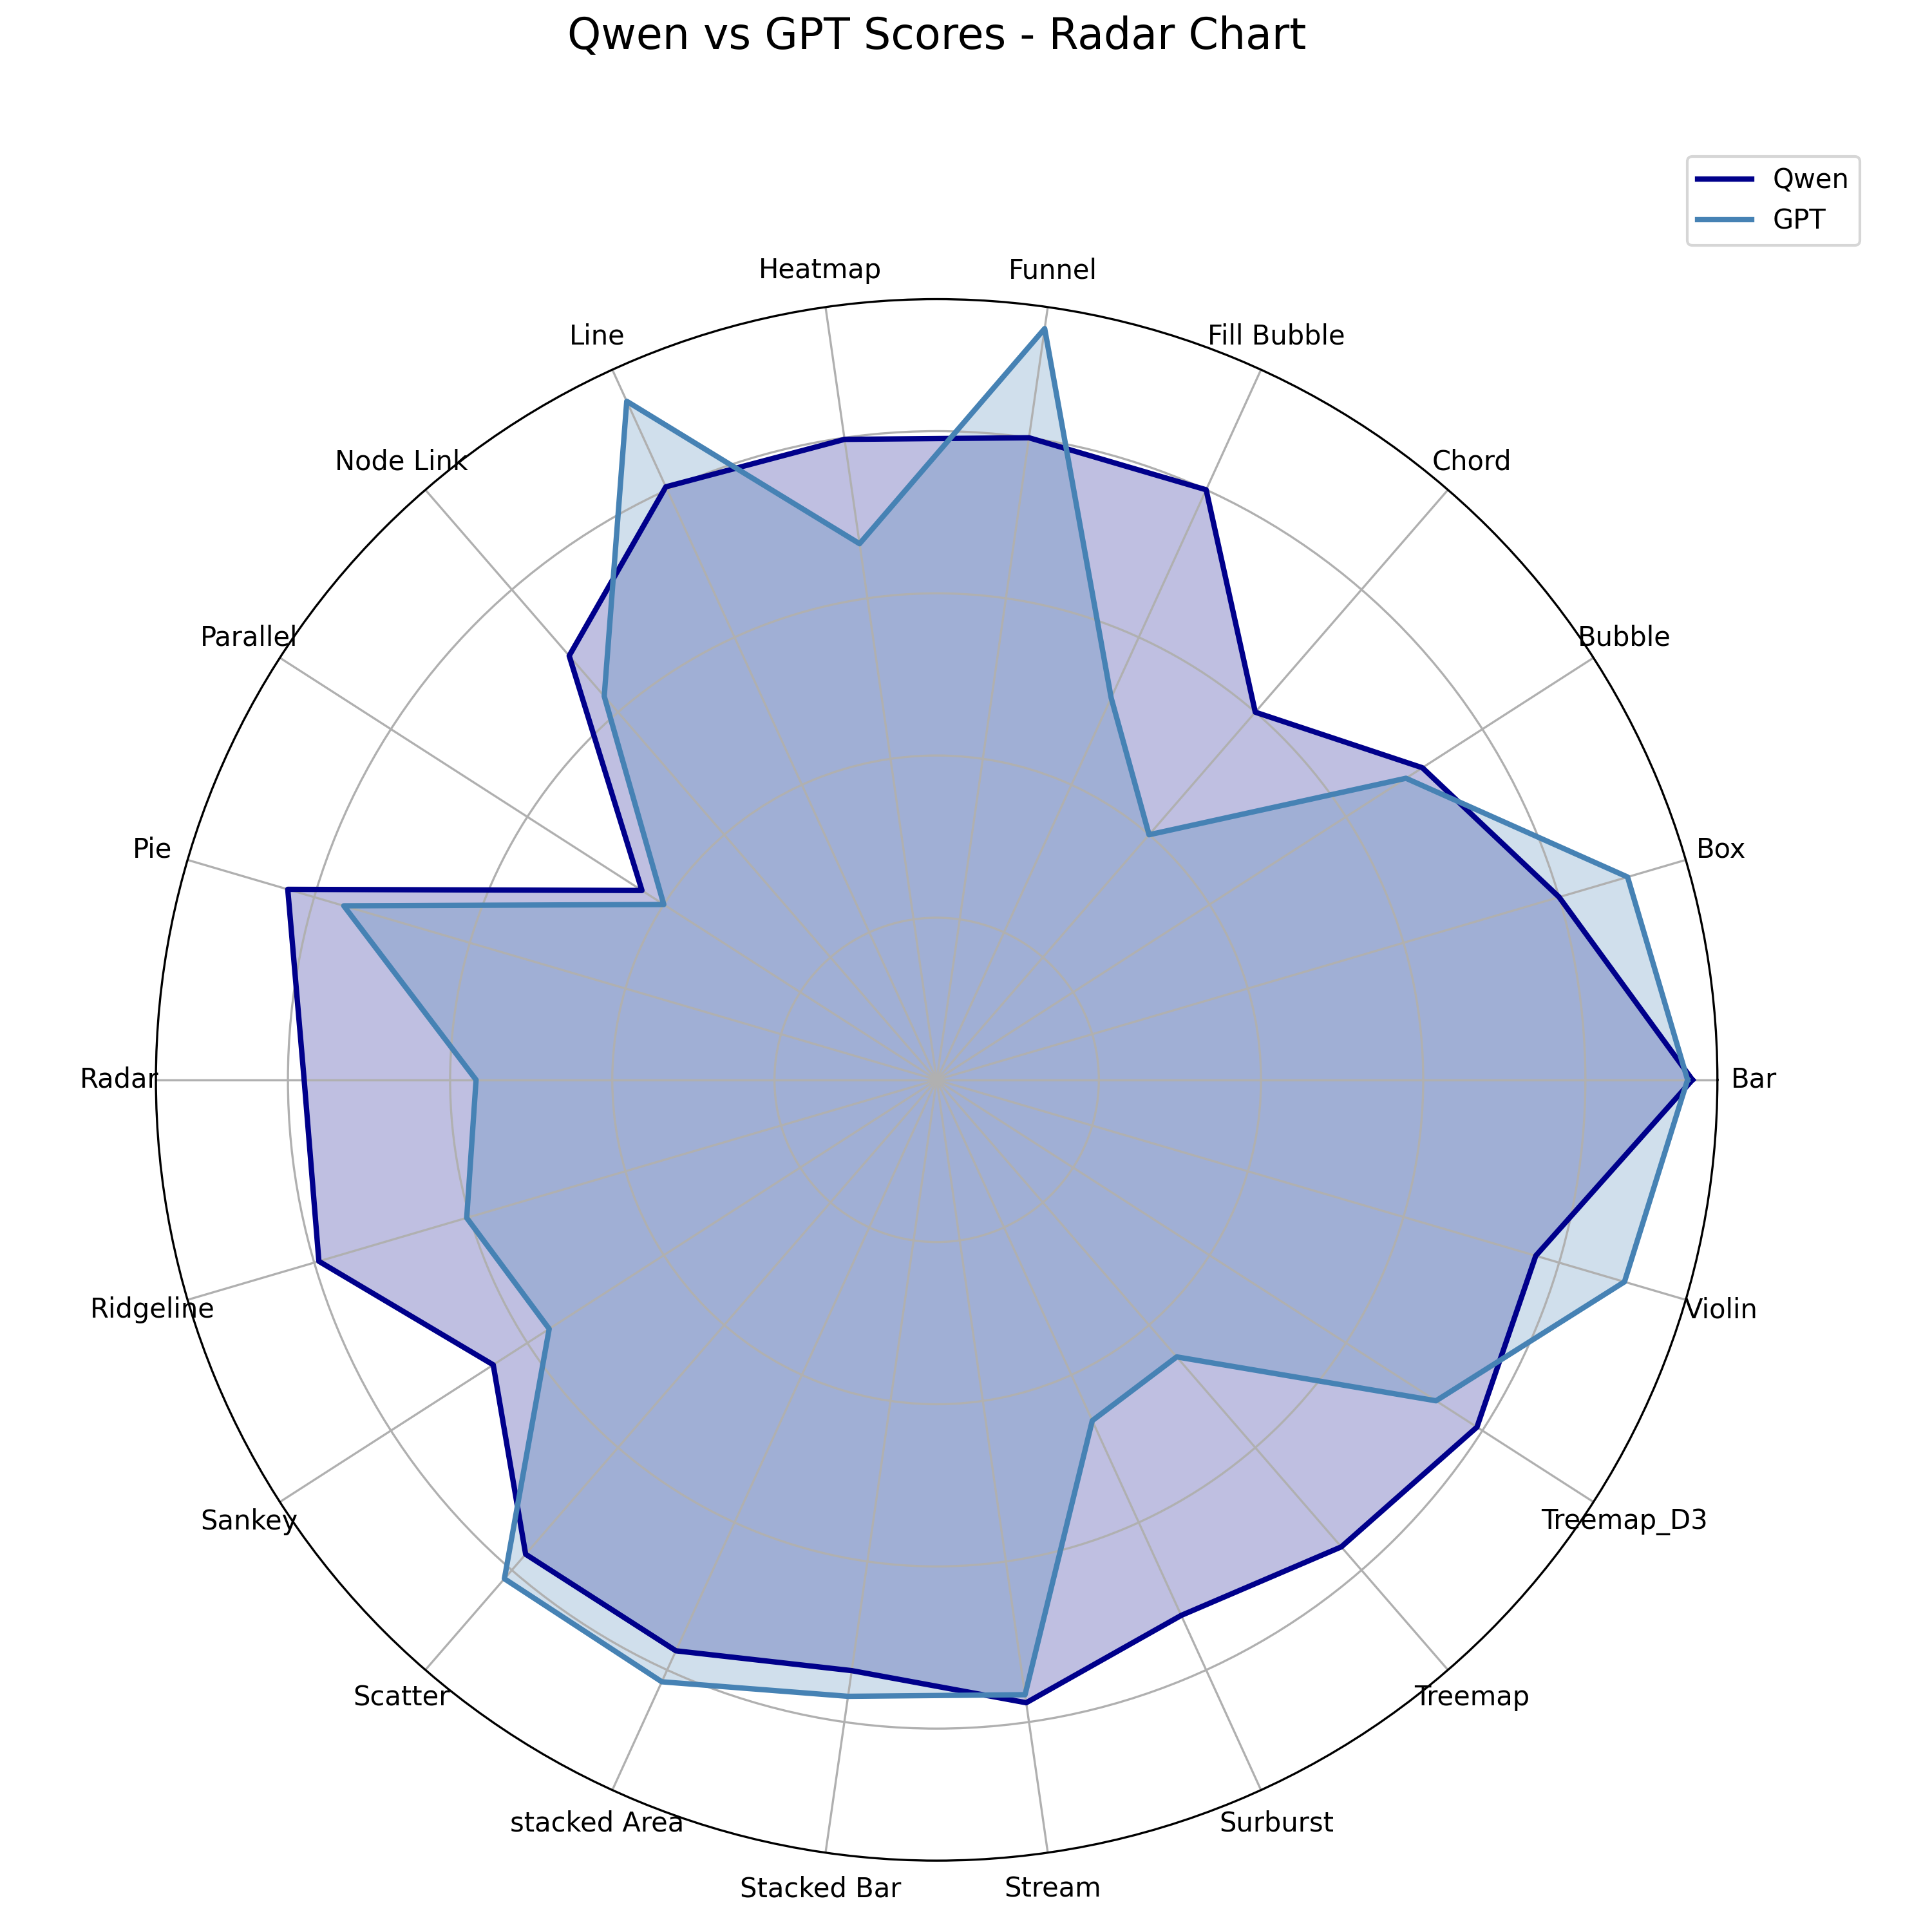 Qwen vs GPT Scores - Radar Chart
Qwen
GPT
Heatmap
Funnel
Line
Fill Bubble
Node Link
Chord
Parallel
Bubble
Pie
Box
Radar
Bar
Ridgeline
Violin
Sankey
Treemap_D3
Scatter
Treemap
stacked Area
Surburst
Stacked Bar
Stream